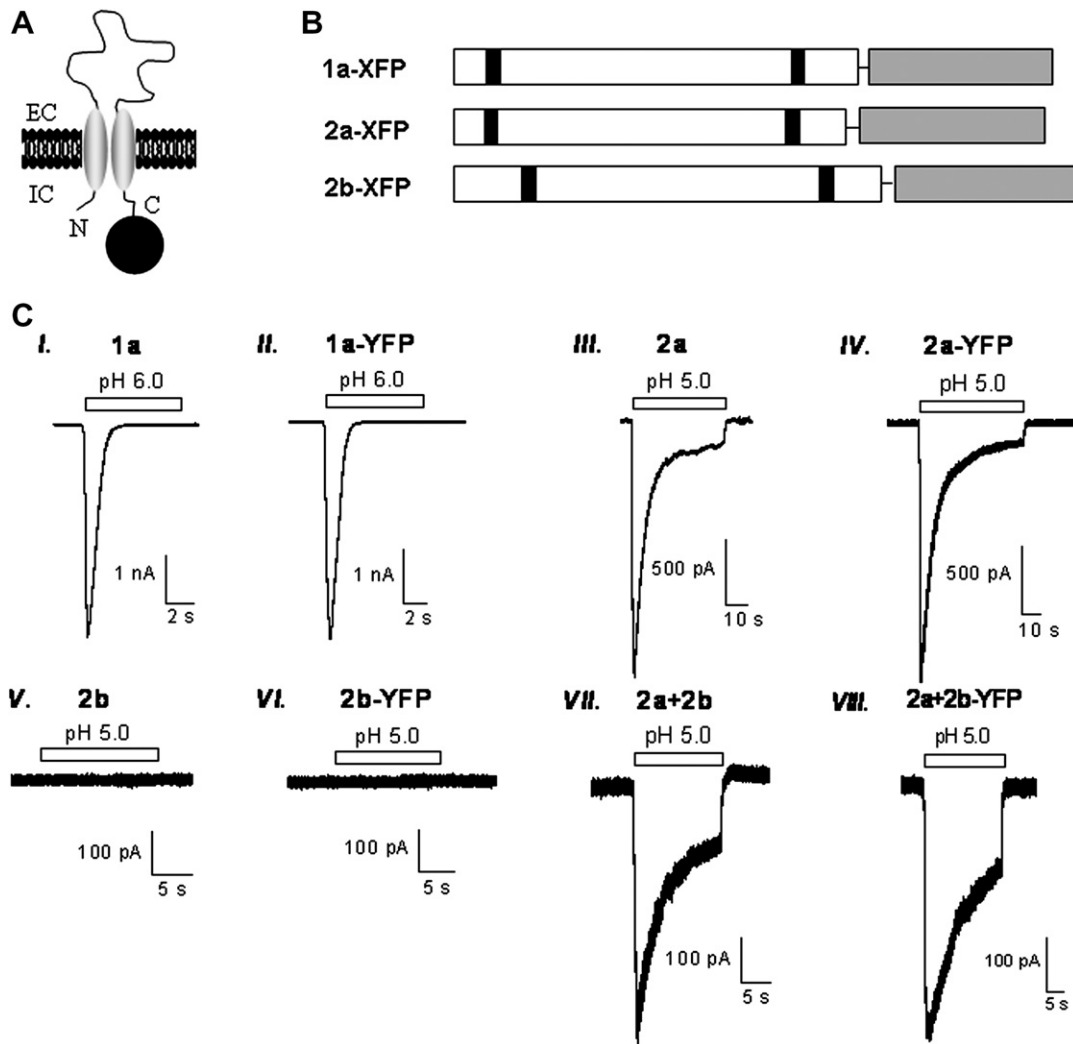 A
EC
IC
N
C
B
1a-XFP
2a-XFP
2b-XFP
C
I. 1a
pH 6.0
1 nA
2 s
II. 1a-YFP
pH 6.0
1 nA
2 s
III. 2a
pH 5.0
500 pA
10 s
IV. 2a-YFP
pH 5.0
500 pA
10 s
V. 2b
pH 5.0
100 pA
5 s
VI. 2b-YFP
pH 5.0
100 pA
5 s
VII. 2a+2b
pH 5.0
100 pA
5 s
VIII. 2a+2b-YFP
pH 5.0
100 pA
5 s